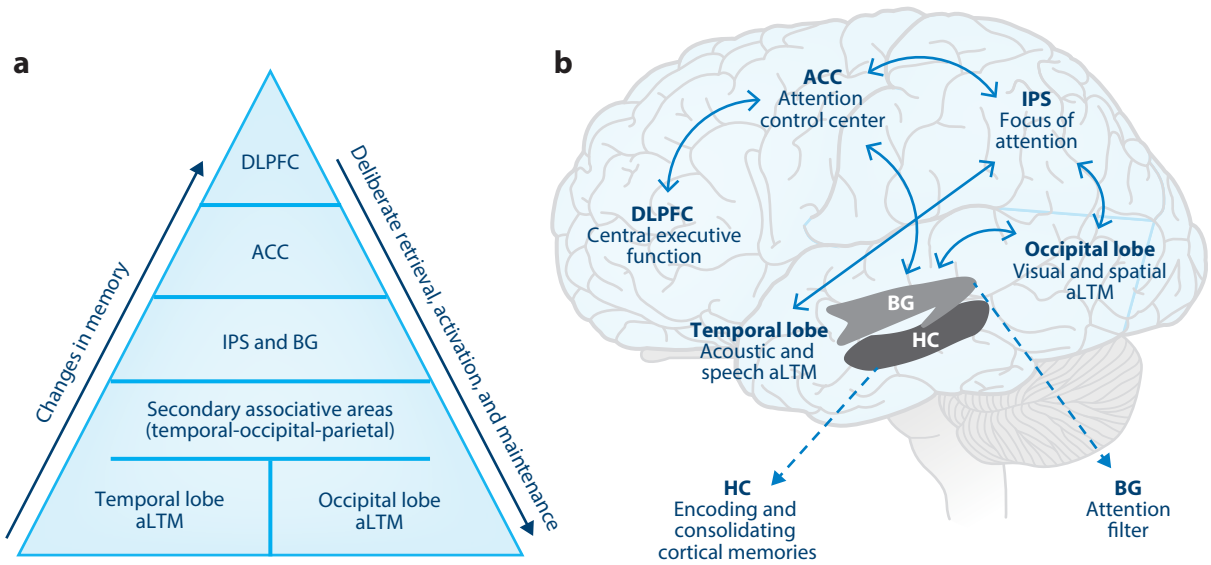 a
DLPFC
ACC
IPS and BG
Secondary associative areas
(temporal-occipital-parietal)
Temporal lobe
aLTM
Occipital lobe
aLTM
Changes in memory
Deliberate retrieval, activation, and maintenance
b
ACC
Attention
control center
IPS
Focus of
attention
DLPFC
Central executive
function
Occipital lobe
Visual and spatial
aLTM
BG
HC
Temporal lobe
Acoustic and
speech aLTM
HC
Encoding and
consolidating
cortical memories
BG
Attention
filter